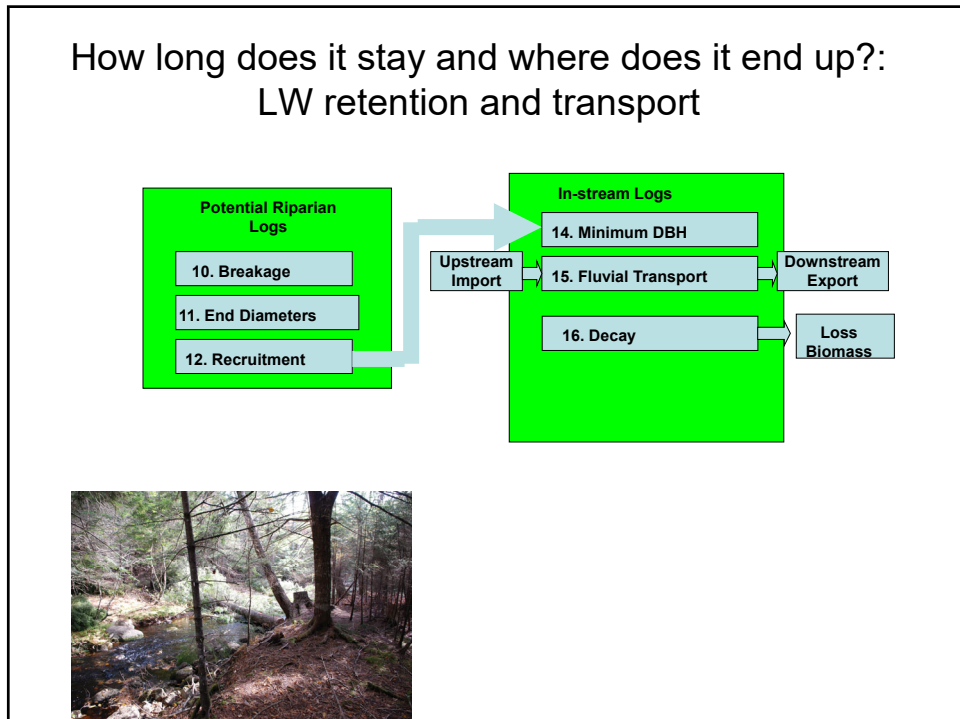 How long does it stay and where does it end up?:
LW retention and transport
Potential Riparian
Logs
10. Breakage
11. End Diameters
12. Recruitment
In-stream Logs
14. Minimum DBH
Upstream
Import
15. Fluvial Transport
Downstream
Export
16. Decay
Loss
Biomass